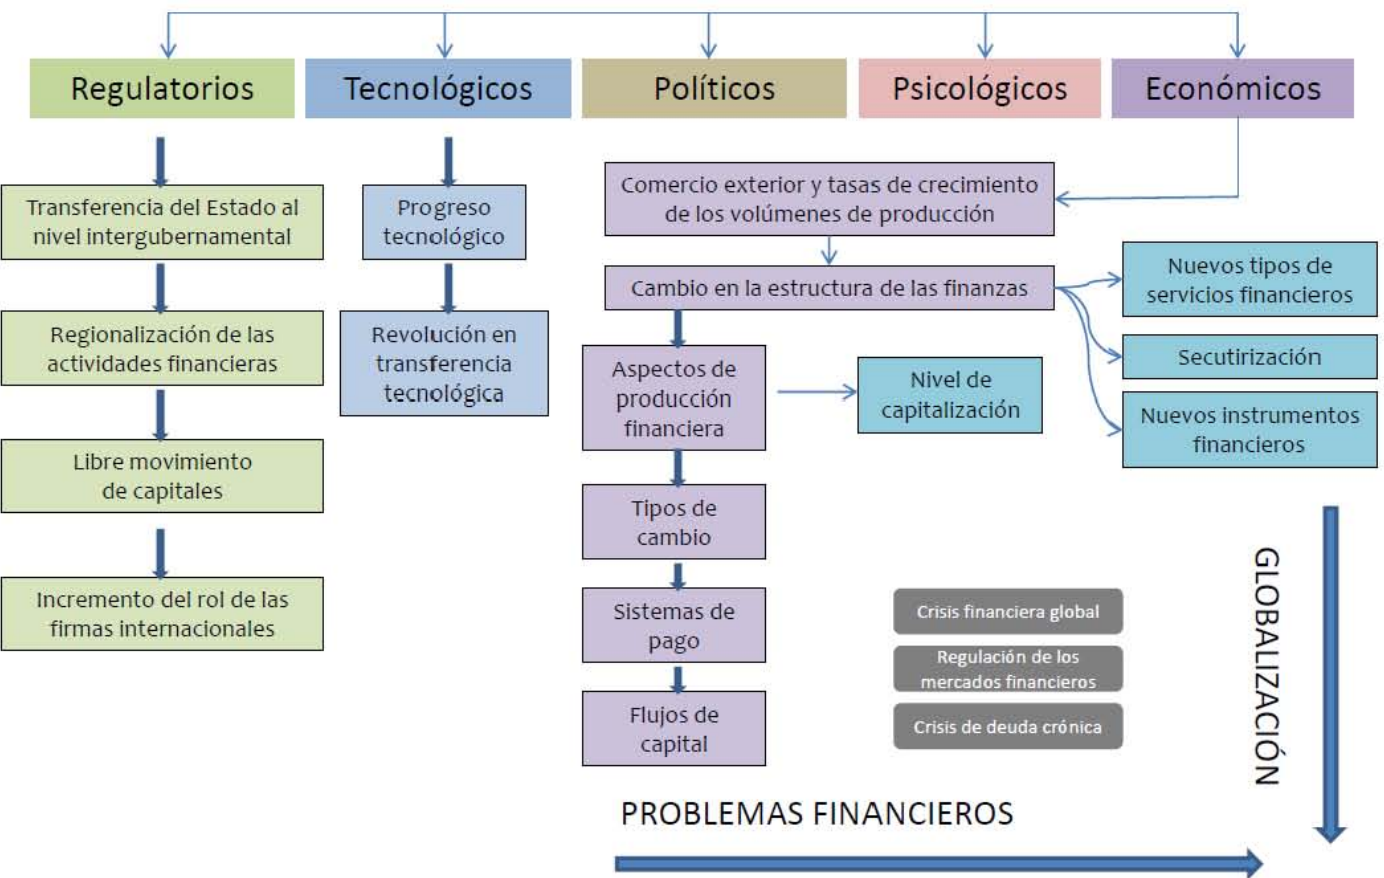 Regulatorios
Tecnológicos
Políticos
Psicológicos
Económicos
Transferencia del Estado al
nivel intergubernamental
Regionalización de las
actividades financieras
Libre movimiento
de capitales
Incremento del rol de las
firmas internacionales
Progreso
tecnológico
Revolución en
transferencia
tecnológica
Comercio exterior y tasas de crecimiento
de los volúmenes de producción
Cambio en la estructura de las finanzas
Aspectos de
producción
financiera
Tipos de
cambio
Sistemas de
pago
Flujos de
capital
Nivel de
capitalización
Nuevos tipos de
servicios financieros
Secutirización
Nuevos instrumentos
financieros
Crisis financiera global
Regulación de los
mercados financieros
Crisis de deuda crónica
GLOBALIZACIÓN
PROBLEMAS FINANCIEROS